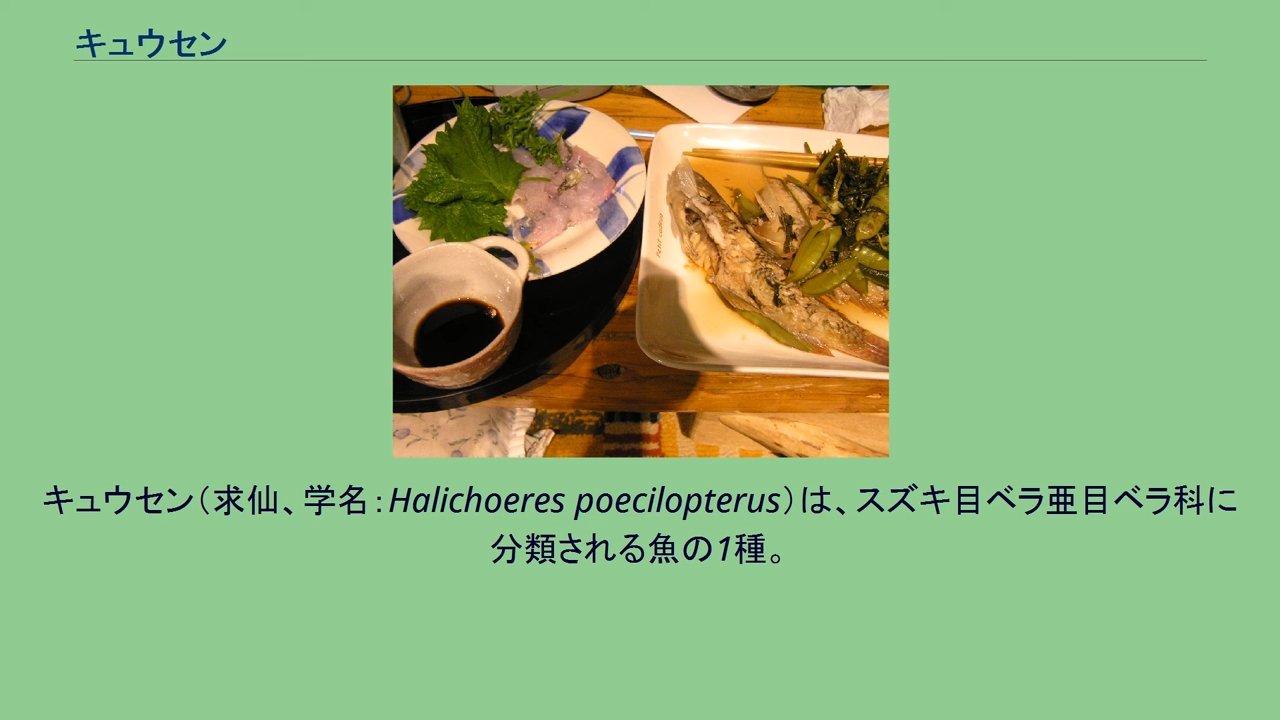 キュウセン
キュウセン（求仙、学名：Halichoeres poecilopterus）は、スズキ目ベラ亜目ベラ科に
分類される魚の1種。